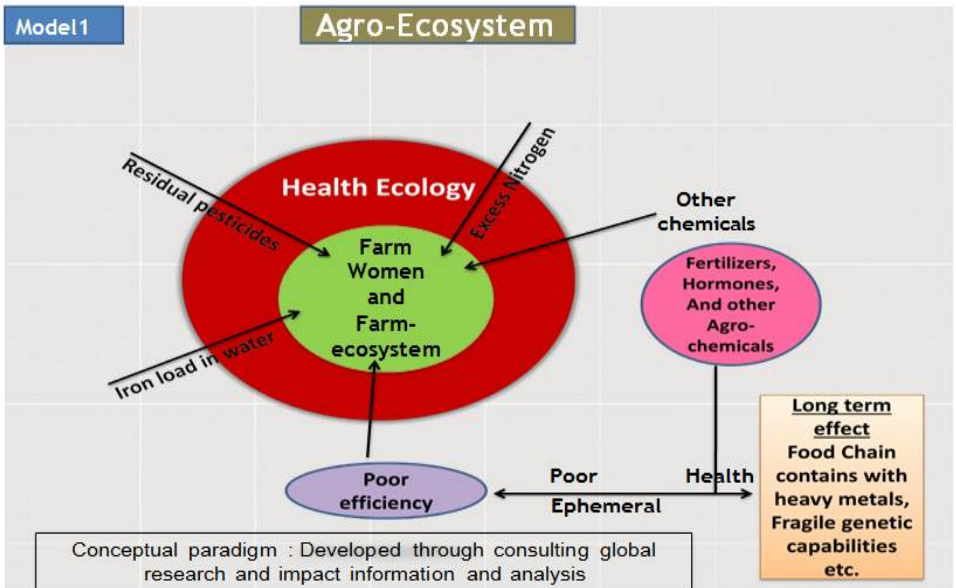 Model1
Agro-Ecosystem
Residual pesticides
Health Ecology
Excess Nitrogen
Other
chemicals
Farm
Women
and
Farm-
ecosystem
Fertilizers,
Hormones,
And other
Agro-
chemicals
Iron load in water
Long term
effect
Food Chain
contains with
heavy metals,
Fragile genetic
capabilities
etc.
Poor
efficiency
Poor Health
Ephemeral
Conceptual paradigm : Developed through consulting global
research and impact information and analysis